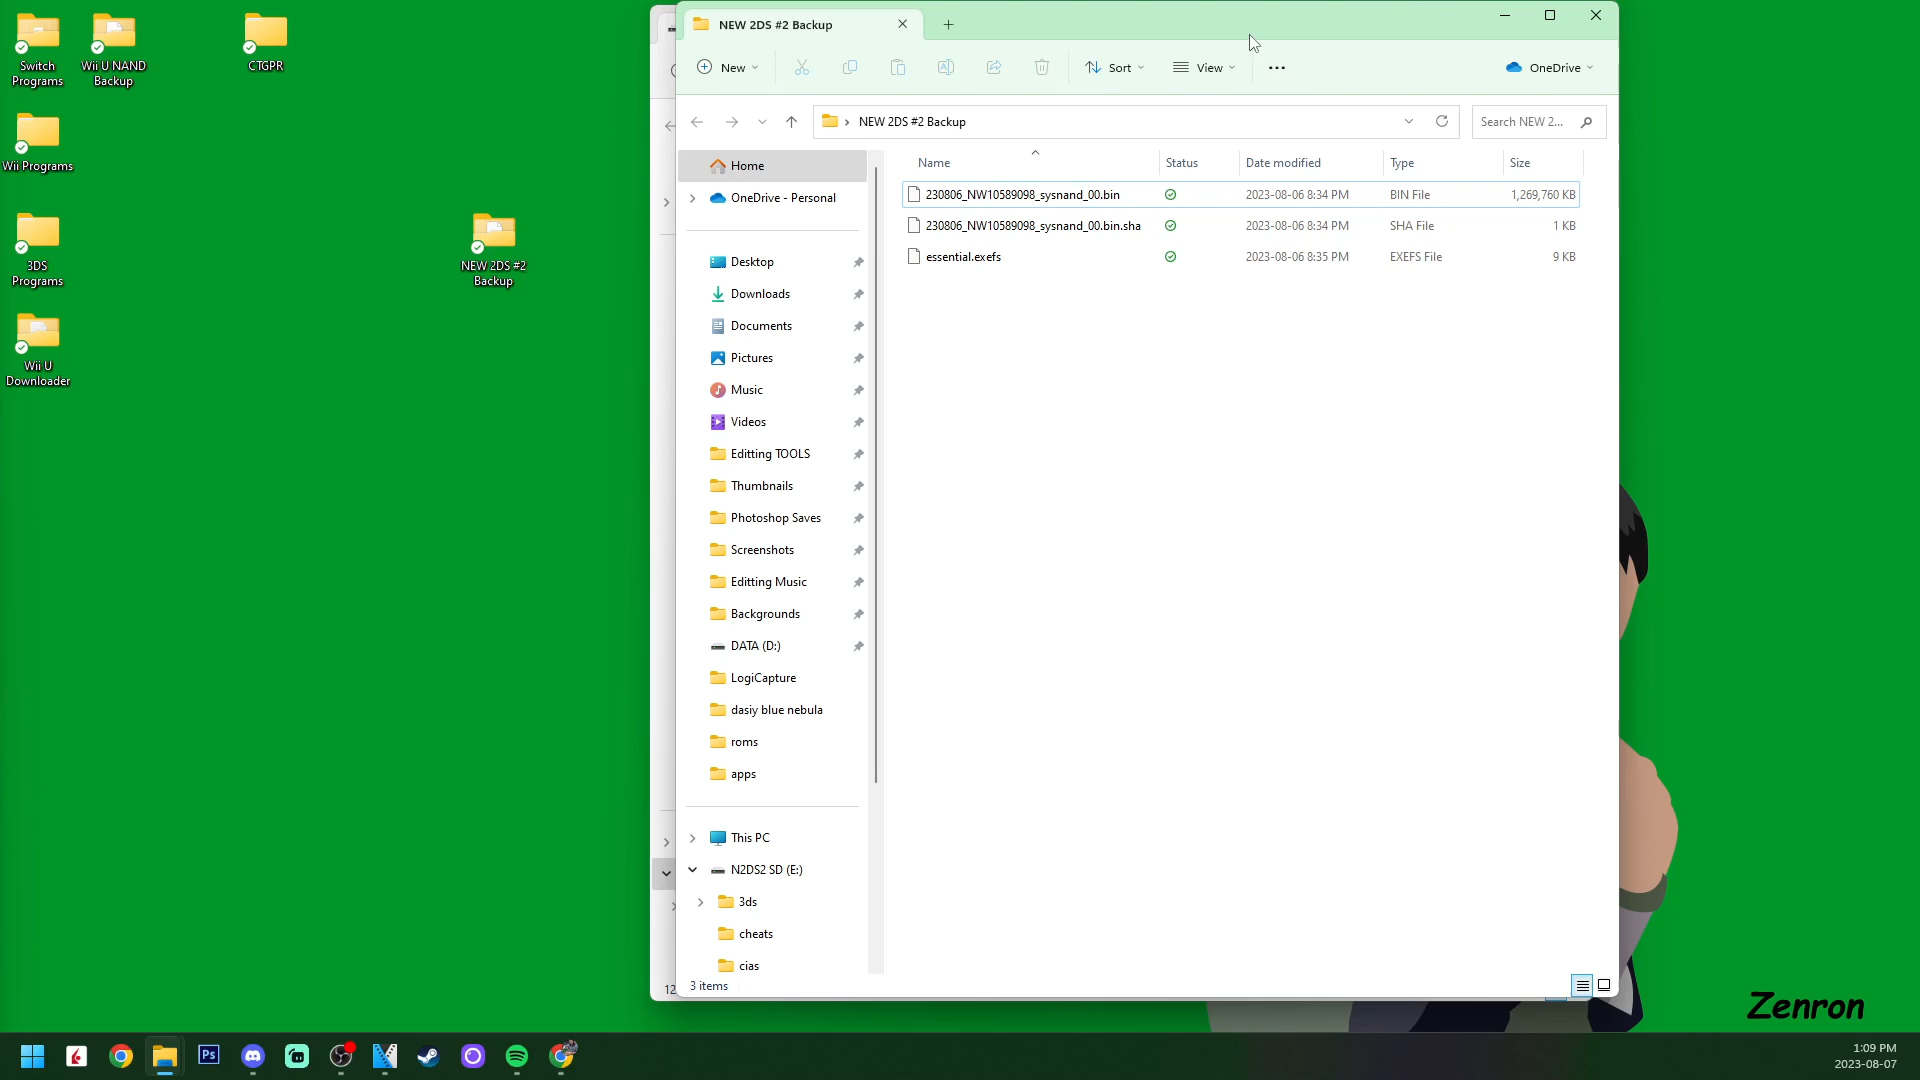 Switch
Programs
Wii U NAND
Backup
CTGPR
Wii Programs
3DS
Programs
NEW 2DS #2
Backup
Wii U
Downloader
NEW 2DS #2 Backup
New
Sort
View
OneDrive
NEW 2DS #2 Backup
Search NEW 2...
Home
OneDrive - Personal
Desktop
Downloads
Documents
Pictures
Music
Videos
Editting TOOLS
Thumbnails
Photoshop Saves
Screenshots
Editting Music
Backgrounds
DATA (D:)
LogiCapture
dasiy blue nebula
roms
apps
This PC
N2DS2 SD (E:)
3ds
cheats
cias
Name Status Date modified Type Size
230806_NW10589098_sysnand_00.bin 2023-08-06 8:34 PM BIN File 1,269,760 KB
230806_NW10589098_sysnand_00.bin.sha 2023-08-06 8:34 PM SHA File 1 KB
essential.exefs 2023-08-06 8:35 PM EXEFS File 9 KB
12
3 items
Zenron
Ps
1:09 PM
2023-08-07